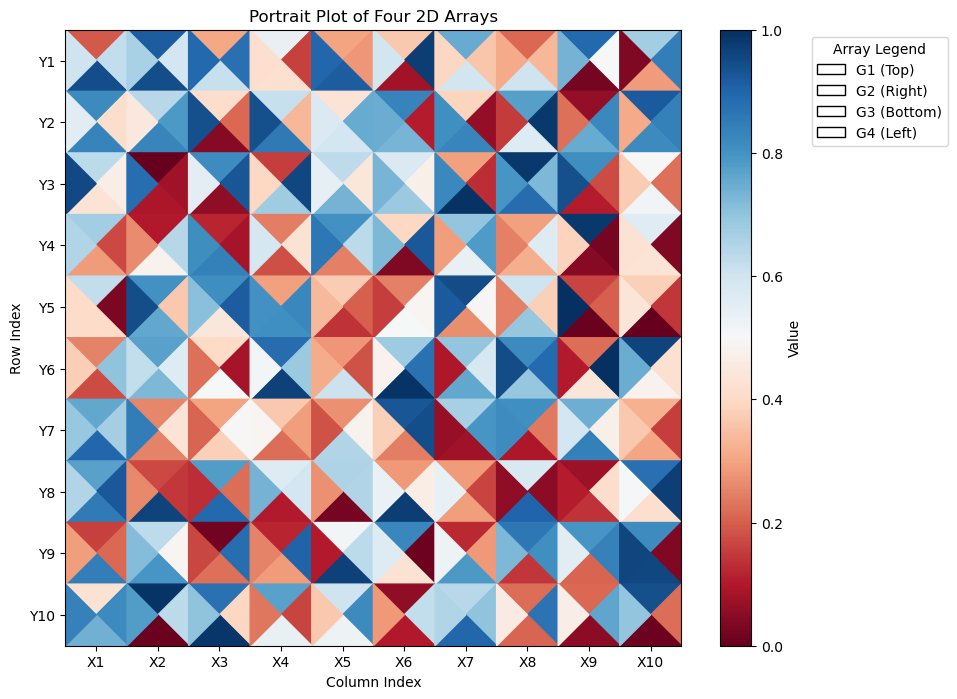 Portrait Plot of Four 2D Arrays
Y1
Y2
Y3
Y4
Y5
Y6
Y7
Y8
Y9
Y10
Row Index
X1 X2 X3 X4 X5 X6 X7 X8 X9 X10
Column Index
1.0
0.8
0.6
0.4
0.2
0.0
Value
Array Legend
G1 (Top)
G2 (Right)
G3 (Bottom)
G4 (Left)